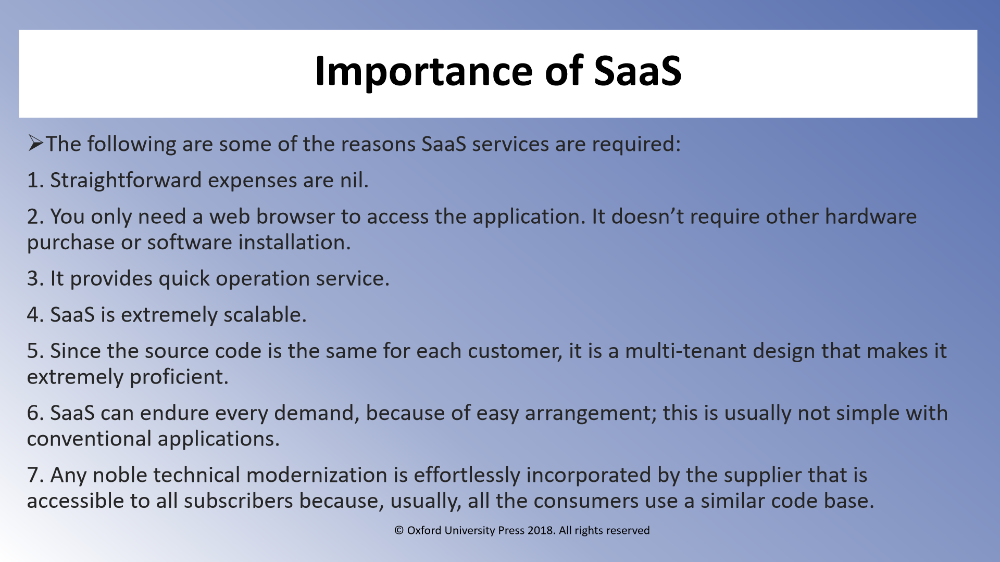 Importance of SaaS
➢The following are some of the reasons SaaS services are required:
1. Straightforward expenses are nil.
2. You only need a web browser to access the application. It doesn’t require other hardware
purchase or software installation.
3. It provides quick operation service.
4. SaaS is extremely scalable.
5. Since the source code is the same for each customer, it is a multi-tenant design that makes it
extremely proficient.
6. SaaS can endure every demand, because of easy arrangement; this is usually not simple with
conventional applications.
7. Any noble technical modernization is effortlessly incorporated by the supplier that is
accessible to all subscribers because, usually, all the consumers use a similar code base.
© Oxford University Press 2018. All rights reserved